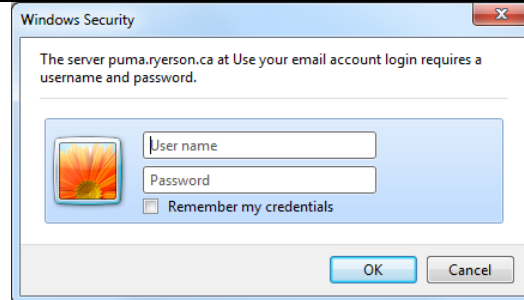 Windows Security
The server puma.ryerson.ca at Use your email account login requires a
username and password.
User name
Password
Remember my credentials
OK
Cancel